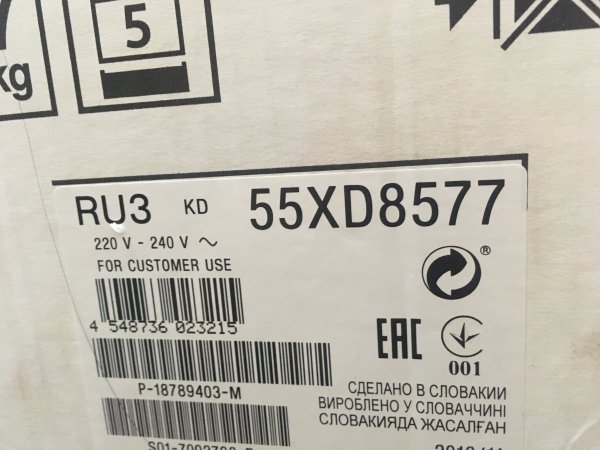 kg
5
RU3 KD 55XD8577
220 V - 240 V ~
FOR CUSTOMER USE
4 548736 023215
EAC
001
P-18789403-M
СДЕЛАНО В СЛОВАКИИ
ВИРОБЛЕНО У СЛОВАЧЧИНІ
СЛОВАКИЯДА ЖАСАЛҒАН